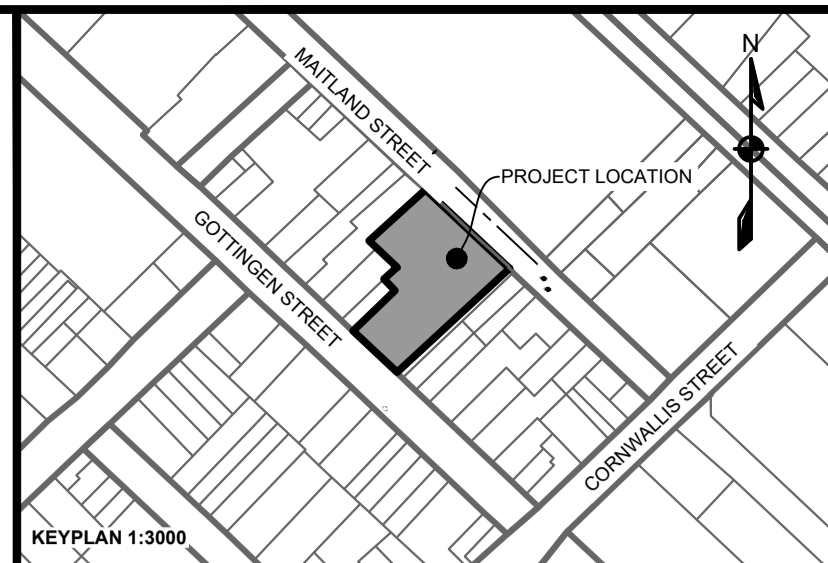 MAITLAND STREET
N
PROJECT LOCATION
GOTTINGEN STREET
CORNWALLIS STREET
KEYPLAN 1:3000